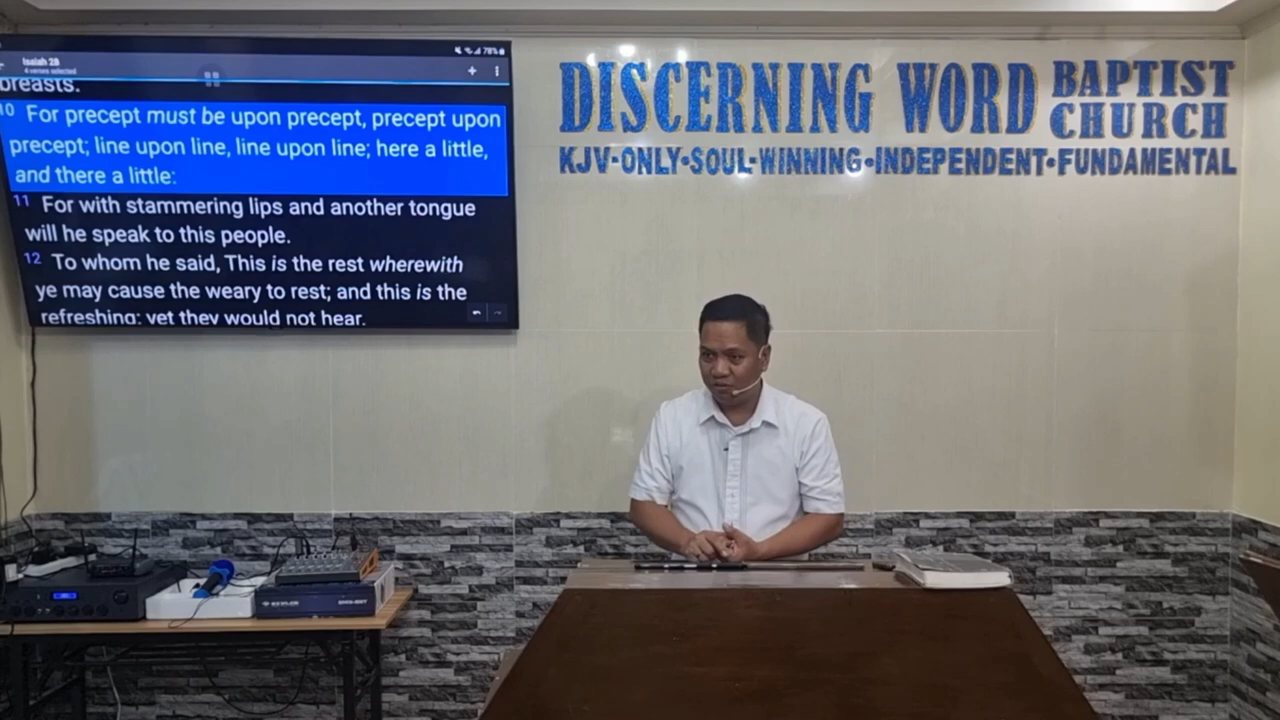 78%
Isaiah 28
4 verses selected
breasts.
10 For precept must be upon precept, precept upon
precept; line upon line, line upon line; here a little,
and there a little:
11 For with stammering lips and another tongue
will he speak to this people.
12 To whom he said, This is the rest wherewith
ye may cause the weary to rest; and this is the
refreshing: yet they would not hear.
DISCERNING WORD BAPTIST CHURCH
KJV-ONLY•SOUL-WINNING•INDEPENDENT•FUNDAMENTAL